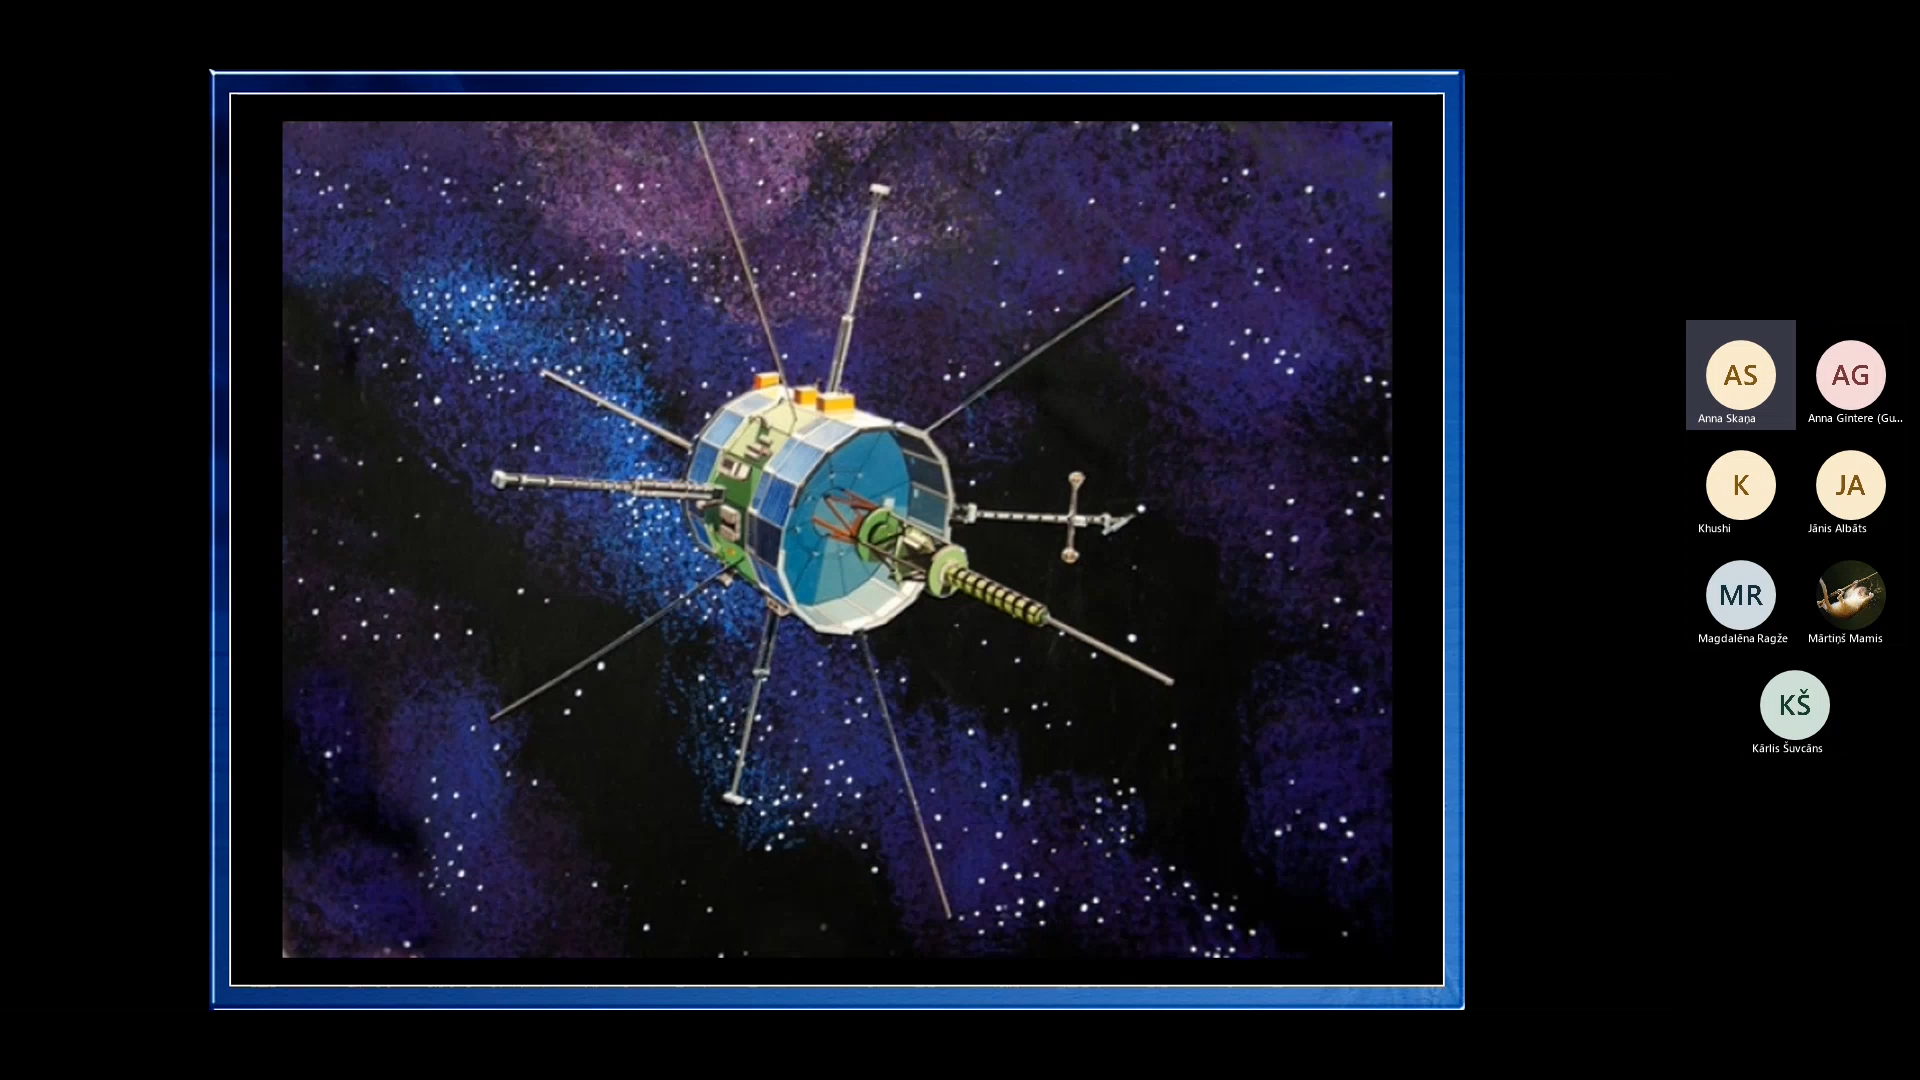 AS
Anna Skaņa
AG
Anna Gintere (Gu...
K
Khushi
JA
Jānis Albāts
MR
Magdalēna Ragže
Mārtiņš Mamis
KŠ
Kārlis Šuvcāns